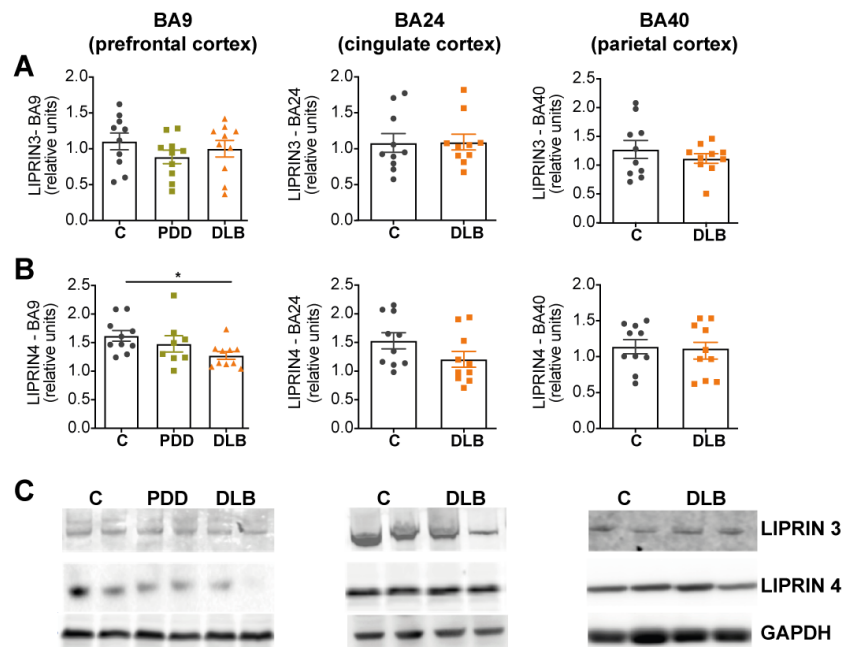 BA9
(prefrontal cortex)
BA24
(cingulate cortex)
BA40
(parietal cortex)
A
LIPRIN3- BA9
(relative units)
2.0
1.5
1.0
0.5
0.0
C PDD DLB
LIPRIN3 - BA24
(relative units)
2.0
1.5
1.0
0.5
0.0
C DLB
LIPRIN3 - BA40
(relative units)
2.5
2.0
1.5
1.0
0.5
0.0
C DLB
B
LIPRIN4 - BA9
(relative units)
2.5
2.0
1.5
1.0
0.5
0.0
*
C PDD DLB
LIPRIN4 - BA24
(relative units)
2.5
2.0
1.5
1.0
0.5
0.0
C DLB
LIPRIN4 - BA40
(relative units)
2.0
1.5
1.0
0.5
0.0
C DLB
C
C PDD DLB
C DLB
C DLB
LIPRIN 3
LIPRIN 4
GAPDH